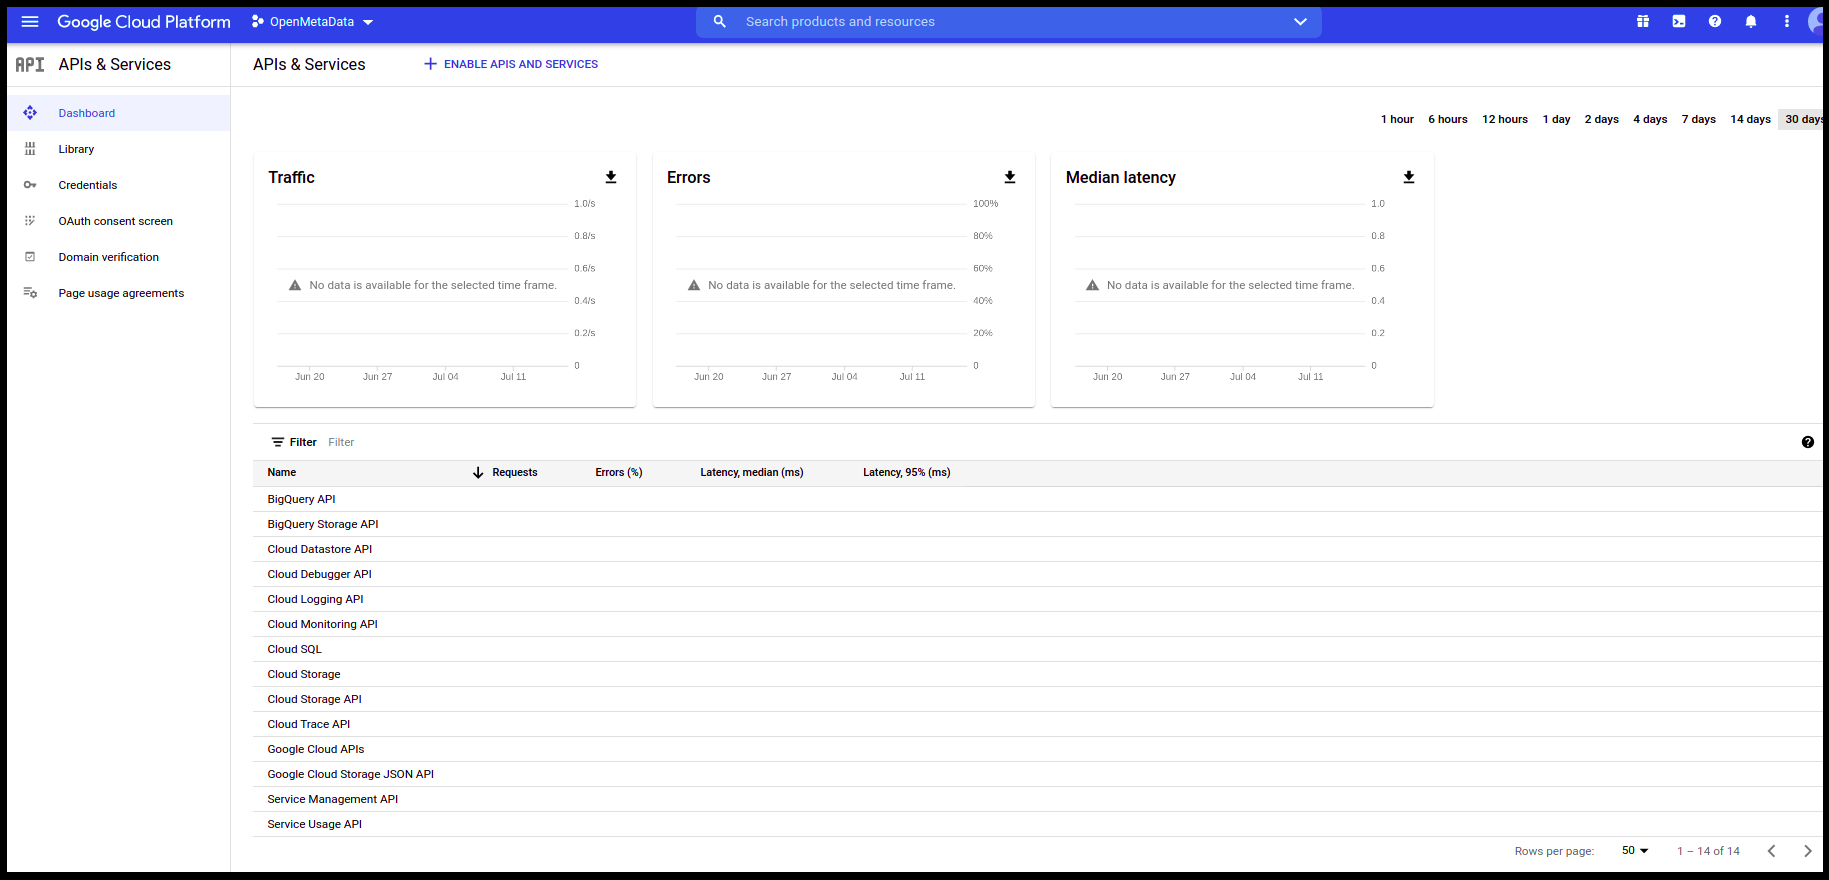 Google Cloud Platform
OpenMetaData
Search products and resources
API
APIs & Services
Dashboard
Library
Credentials
OAuth consent screen
Domain verification
Page usage agreements
APIs & Services
ENABLE APIS AND SERVICES
1 hour 6 hours 12 hours 1 day 2 days 4 days 7 days 14 days 30 days
Traffic
1.0/s
0.8/s
0.6/s
No data is available for the selected time frame.
0.4/s
0.2/s
0
Jun 20 Jun 27 Jul 04 Jul 11
Errors
100%
80%
60%
No data is available for the selected time frame.
40%
20%
0
Jun 20 Jun 27 Jul 04 Jul 11
Median latency
1.0
0.8
0.6
No data is available for the selected time frame.
0.4
0.2
0
Jun 20 Jun 27 Jul 04 Jul 11
Filter Filter
Name Requests Errors (%) Latency, median (ms) Latency, 95% (ms)
BigQuery API
BigQuery Storage API
Cloud Datastore API
Cloud Debugger API
Cloud Logging API
Cloud Monitoring API
Cloud SQL
Cloud Storage
Cloud Storage API
Cloud Trace API
Google Cloud APIs
Google Cloud Storage JSON API
Service Management API
Service Usage API
Rows per page: 50 1 – 14 of 14